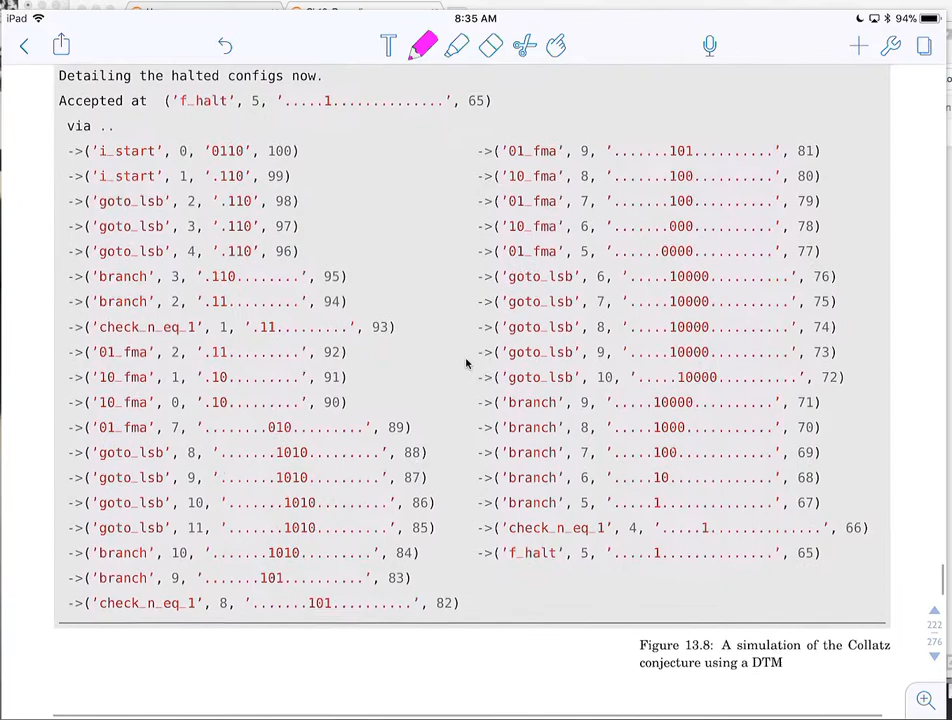 iPad
8:35 AM
94%
T
Detailing the halted configs now.
Accepted at ('f_halt', 5, '.....1..............', 65)
via ..
->('i_start', 0, '0110', 100)
->('i_start', 1, '.110', 99)
->('goto_lsb', 2, '.110', 98)
->('goto_lsb', 3, '.110', 97)
->('goto_lsb', 4, '.110', 96)
->('branch', 3, '.110........', 95)
->('branch', 2, '.11.........', 94)
->('check_n_eq_1', 1, '.11.........', 93)
->('01_fma', 2, '.11.........', 92)
->('10_fma', 1, '.10.........', 91)
->('10_fma', 0, '.10.........', 90)
->('01_fma', 7, '........010.........', 89)
->('goto_lsb', 8, '.......1010.........', 88)
->('goto_lsb', 9, '.......1010.........', 87)
->('goto_lsb', 10, '.......1010.........', 86)
->('goto_lsb', 11, '.......1010.........', 85)
->('branch', 10, '.......1010.........', 84)
->('branch', 9, '.......101..........', 83)
->('check_n_eq_1', 8, '.......101..........', 82)
->('01_fma', 9, '.......101..........', 81)
->('10_fma', 8, '.......100..........', 80)
->('01_fma', 7, '.......100..........', 79)
->('10_fma', 6, '.......000..........', 78)
->('01_fma', 5, '......0000..........', 77)
->('goto_lsb', 6, '.....10000..........', 76)
->('goto_lsb', 7, '.....10000..........', 75)
->('goto_lsb', 8, '.....10000..........', 74)
->('goto_lsb', 9, '.....10000..........', 73)
->('goto_lsb', 10, '.....10000..........', 72)
->('branch', 9, '.....10000..........', 71)
->('branch', 8, '.....1000...........', 70)
->('branch', 7, '.....100............', 69)
->('branch', 6, '.....10.............', 68)
->('branch', 5, '.....1..............', 67)
->('check_n_eq_1', 4, '.....1..............', 66)
->('f_halt', 5, '.....1..............', 65)
222
276
Figure 13.8: A simulation of the Collatz
conjecture using a DTM